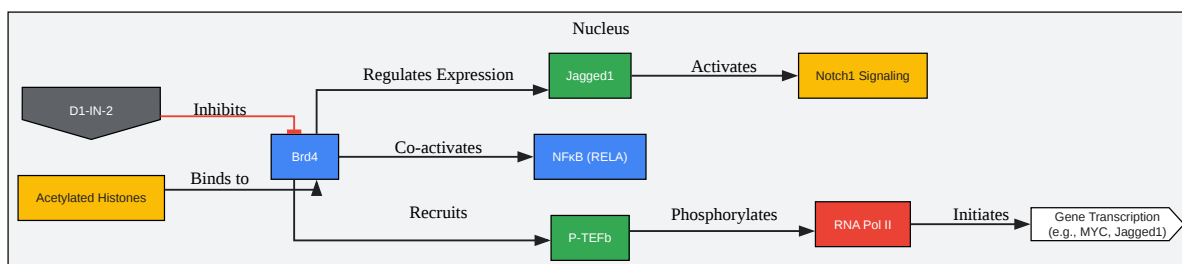 Nucleus
Regulates Expression
Jagged1
Activates
Notch1 Signaling
D1-IN-2
Inhibits
Brd4
Co-activates
NFκB (RELA)
Acetylated Histones
Binds to
Recruits
P-TEFb
Phosphorylates
RNA Pol II
Initiates
Gene Transcription
(e.g., MYC, Jagged1)